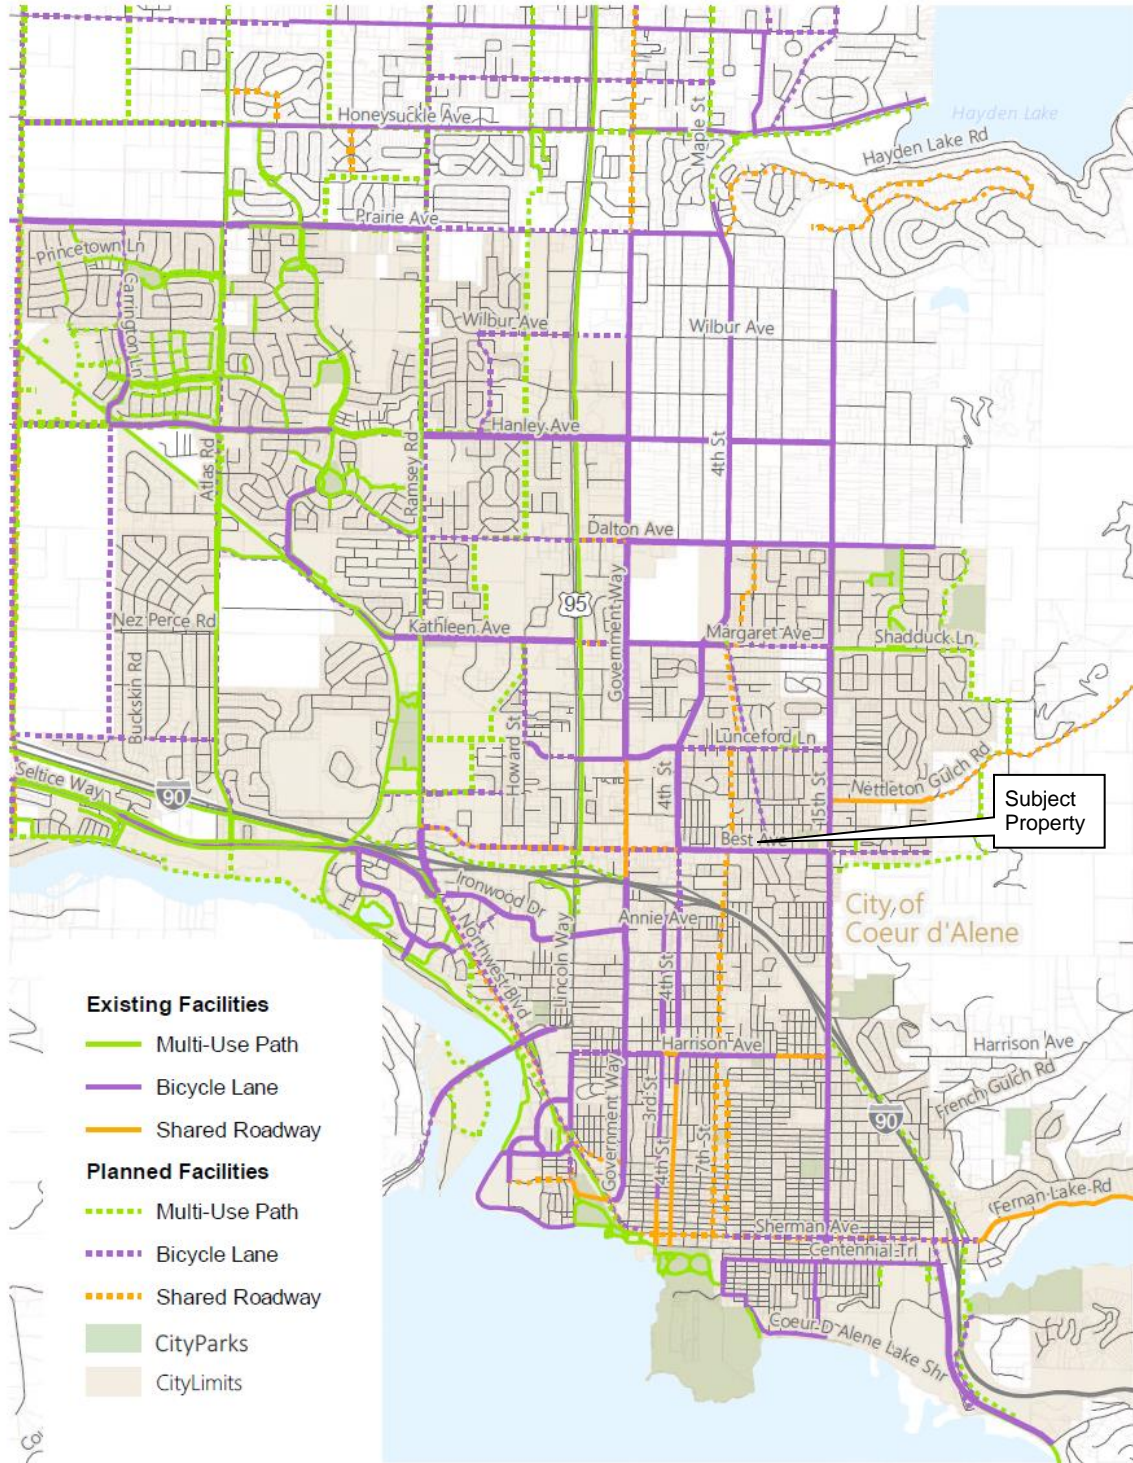 Hayden Lake
Maple St
Honeysuckle Ave
Hayden Lake Rd
Prairie Ave
Princetown Ln
Carrington Ln
Wilbur Ave
Wilbur Ave
Hanley Ave
Atlas Rd
Ramsey Rd
4th St
Dalton Ave
95
Government Way
Nez Perce Rd
Kathleen Ave
Margaret Ave
Shadduck Ln
Buckskin Rd
Howard St
Lunceford Ln
4th St
15th St
Nettleton Gulch Rd
Seltice Way
90
Subject
Property
Best Ave
Ironwood Dr
Annie Ave
City of
Coeur d'Alene
Northwest Blvd
Lincoln Way
4th St
Harrison Ave
Harrison Ave
French Gulch Rd
90
Government Way
3rd St
4th St
7th St
Fernan Lake Rd
Sherman Ave
Centennial Trl
Coeur D Alene Lake Shr
Existing Facilities
Multi-Use Path
Bicycle Lane
Shared Roadway
Planned Facilities
Multi-Use Path
Bicycle Lane
Shared Roadway
CityParks
CityLimits